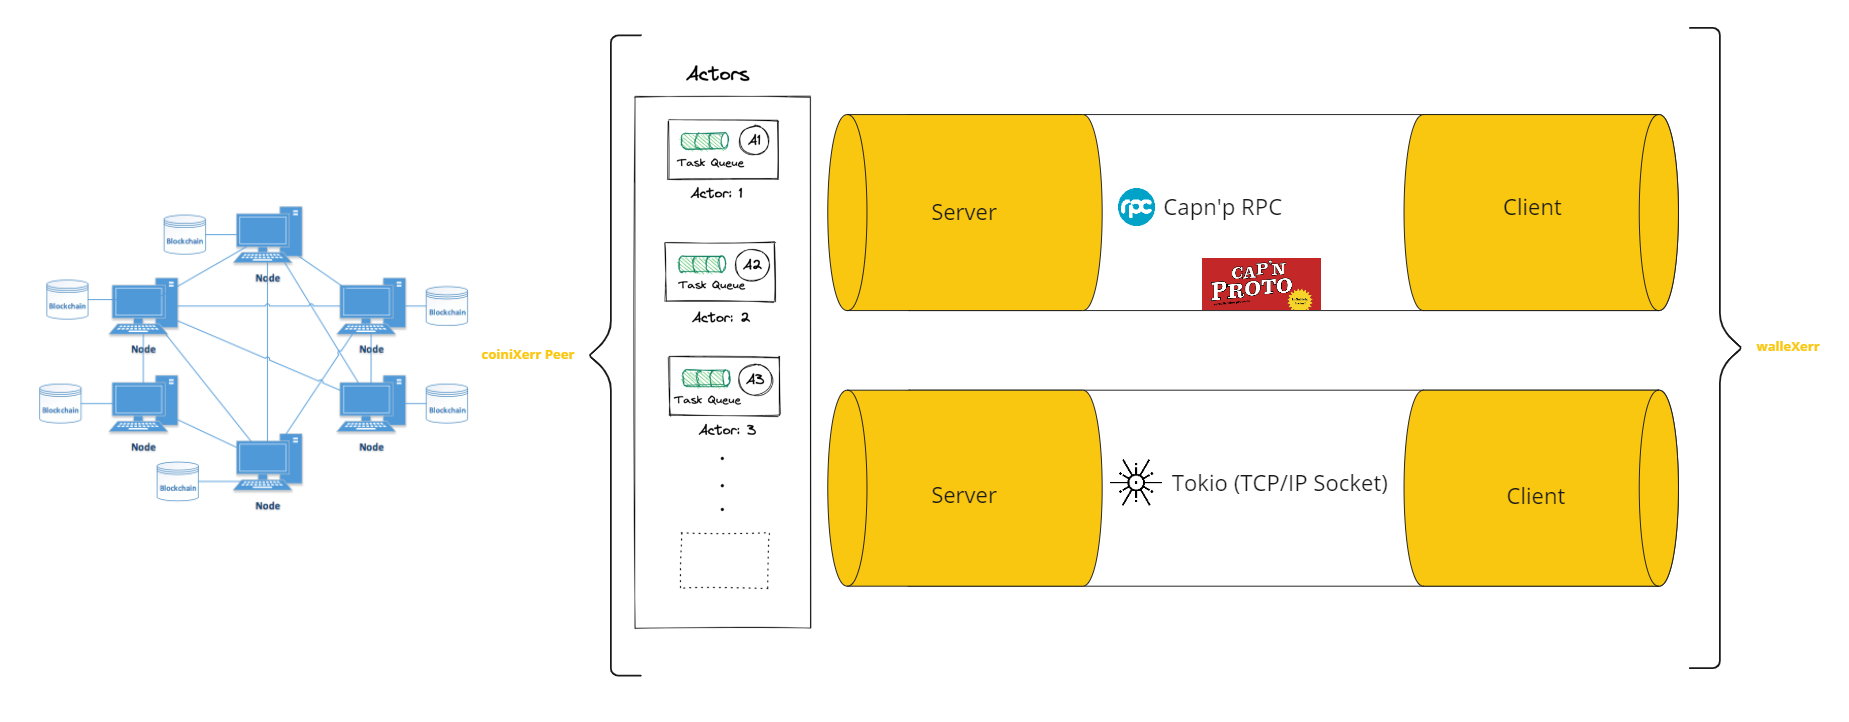 Blockchain
Node
Blockchain
Node
Blockchain
Node
Blockchain
Node
Blockchain
Node
Blockchain
Node
coiniXerr Peer
Actors
A1
Task Queue
Actor: 1
A2
Task Queue
Actor: 2
A3
Task Queue
Actor: 3
Server
rpc Capn'p RPC
CAP'N
PROTO
Client
Server
Tokio (TCP/IP Socket)
Client
walleXerr